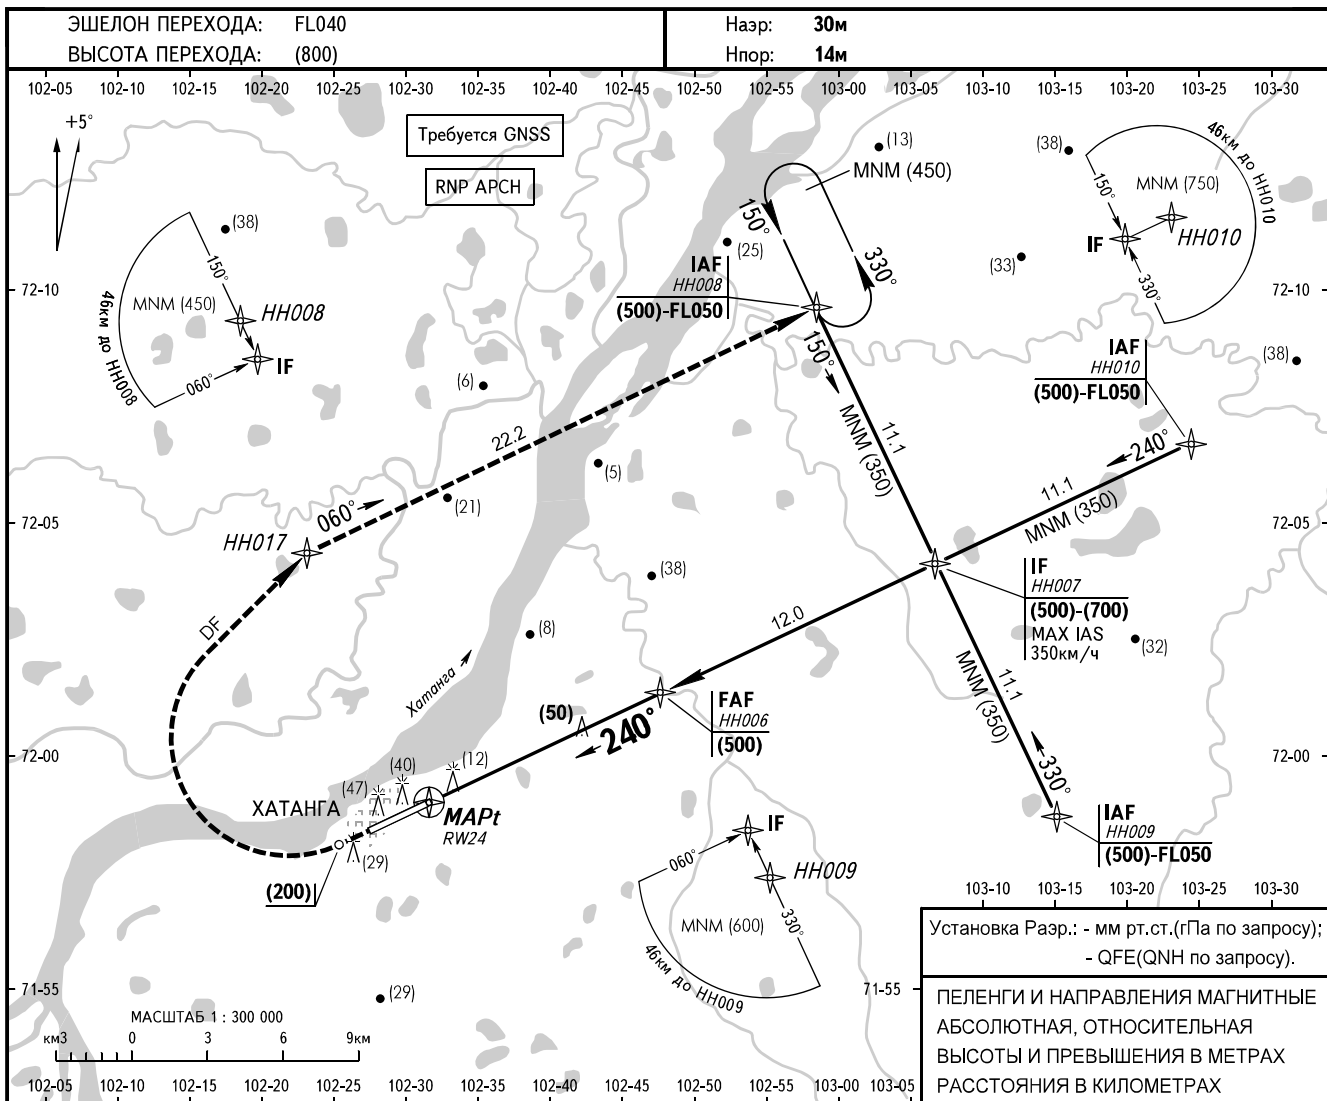 ЭШЕЛОН ПЕРЕХОДА: FL040
ВЫСОТА ПЕРЕХОДА: (800)
Наэр: 30м
Нпор: 14м
102-05 102-10 102-15 102-20 102-25 102-30 102-35 102-40 102-45 102-50 102-55 103-00 103-05 103-10 103-15 103-20 103-25 103-30
+5°
Требуется GNSS
RNP APCH
(13)
MNM (450)
(38)
46км до HH010
MNM (750)
150°
HH010
IF
330°
(38)
150°
MNM (450)
HH008
IF
060°
46км до HH008
150°
330°
(25)
IAF
HH008
(500)-FL050
(33)
72-10
72-10
150°
MNM (350)
11.1
IAF
HH010
(500)-FL050
(38)
(6)
22.2
(5)
(21)
240°
11.1
MNM (350)
72-05
72-05
060°
HH017
(38)
IF
HH007
(500)-(700)
MAX IAS
350км/ч
(32)
DF
(8)
12.0
11.1
MNM (350)
Хатанга
(50)
240°
FAF
HH006
(500)
72-00
72-00
(12)
(40)
(47)
ХАТАНГА
MAPt
RW24
(29)
(200)
330°
IAF
HH009
(500)-FL050
IF
060°
HH009
330°
MNM (600)
46км до HH009
103-10 103-15 103-20 103-25 103-30
Установка РАэр.: - мм рт.ст.(гПа по запросу);
- QFE(QNH по запросу).
71-55
71-55
(29)
ПЕЛЕНГИ И НАПРАВЛЕНИЯ МАГНИТНЫЕ
АБСОЛЮТНАЯ, ОТНОСИТЕЛЬНАЯ
ВЫСОТЫ И ПРЕВЫШЕНИЯ В МЕТРАХ
РАССТОЯНИЯ В КИЛОМЕТРАХ
МАСШТАБ 1 : 300 000
км3 0 3 6 9км
102-05 102-10 102-15 102-20 102-25 102-30 102-35 102-40 102-45 102-50 102-55 103-00 103-05